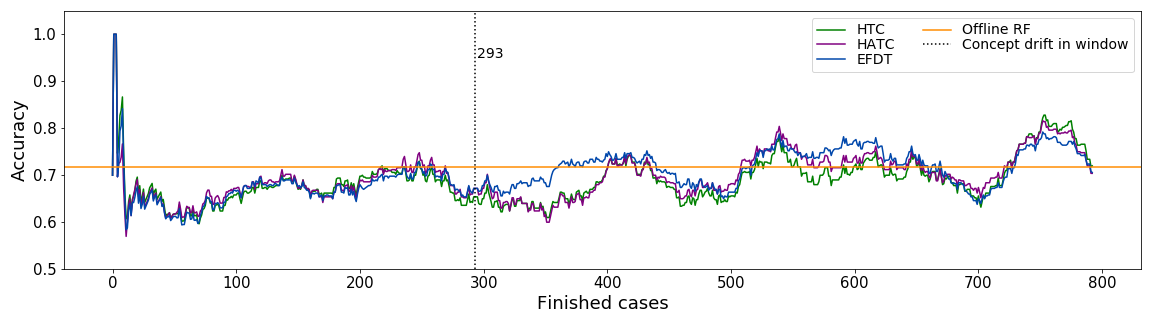 HTC
HATC
EFDT
Offline RF
Concept drift in window
293
Accuracy
1.0
0.9
0.8
0.7
0.6
0.5
0 100 200 300 400 500 600 700 800
Finished cases